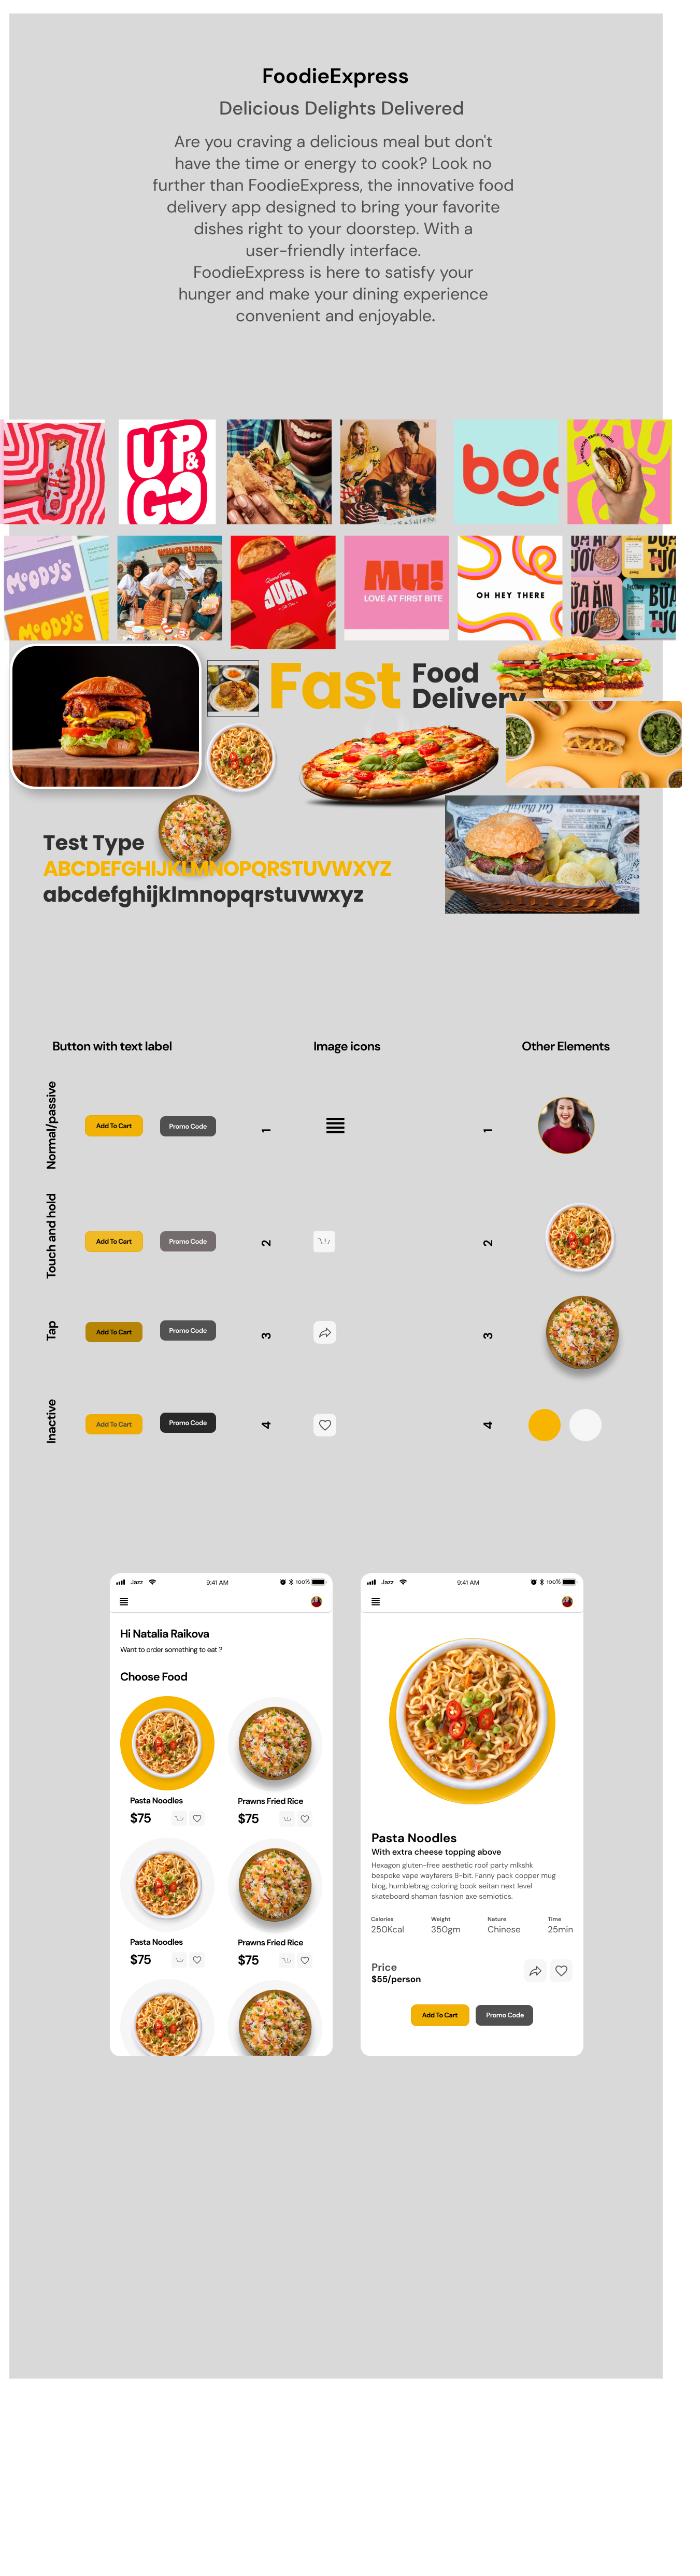 FoodieExpress
Delicious Delights Delivered
Are you craving a delicious meal but don't
have the time or energy to cook? Look no
further than FoodieExpress, the innovative food
delivery app designed to bring your favorite
dishes right to your doorstep. With a
user-friendly interface.
FoodieExpress is here to satisfy your
hunger and make your dining experience
convenient and enjoyable.
UP
&
GO
boo
MOODY'S
MOODY'S
WHATABURGER
JUAN
Mu!
LOVE AT FIRST BITE
OH HEY THERE
BỮA ĂN
TƯƠI
Fast
Food
Delivery
Test Type
ABCDEFGHIJKLMNOPQRSTUVWXYZ
abcdefghijklmnopqrstuvwxyz
Button with text label
Image icons
Other Elements
Normal/passive
Add To Cart
Promo Code
1
1
Touch and hold
Add To Cart
Promo Code
2
2
Tap
Add To Cart
Promo Code
3
3
Inactive
Add To Cart
Promo Code
4
4
Jazz 9:41 AM 100%
Hi Natalia Raikova
Want to order something to eat ?
Choose Food
Pasta Noodles
$75
Prawns Fried Rice
$75
Pasta Noodles
$75
Prawns Fried Rice
$75
Jazz 9:41 AM 100%
Pasta Noodles
With extra cheese topping above
Hexagon gluten-free aesthetic roof party mlkshk
bespoke vape wayfarers 8-bit. Fanny pack copper mug
blog, humblebrag coloring book seitan next level
skateboard shaman fashion axe semiotics.
Calories Weight Nature Time
250Kcal 350gm Chinese 25min
Price
$55/person
Add To Cart
Promo Code